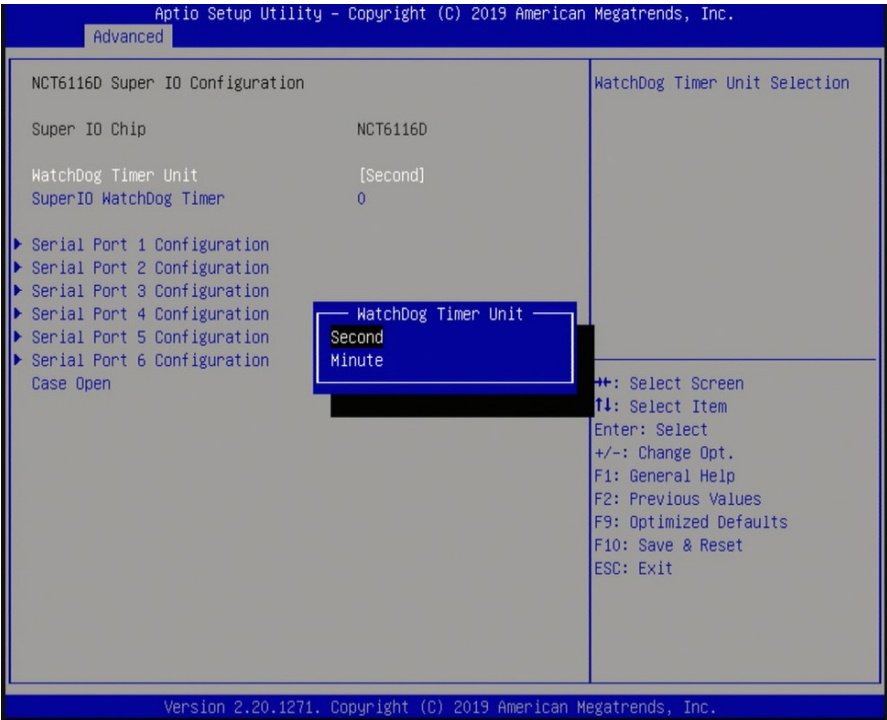 Aptio Setup Utility – Copyright (C) 2019 American Megatrends, Inc.
Advanced
NCT6116D Super IO Configuration
Super IO Chip NCT6116D
WatchDog Timer Unit [Second]
SuperIO WatchDog Timer 0
Serial Port 1 Configuration
Serial Port 2 Configuration
Serial Port 3 Configuration
Serial Port 4 Configuration
Serial Port 5 Configuration
Serial Port 6 Configuration
Case Open
WatchDog Timer Unit
Second
Minute
WatchDog Timer Unit Selection
→←: Select Screen
↑↓: Select Item
Enter: Select
+/-: Change Opt.
F1: General Help
F2: Previous Values
F9: Optimized Defaults
F10: Save & Reset
ESC: Exit
Version 2.20.1271. Copyright (C) 2019 American Megatrends, Inc.